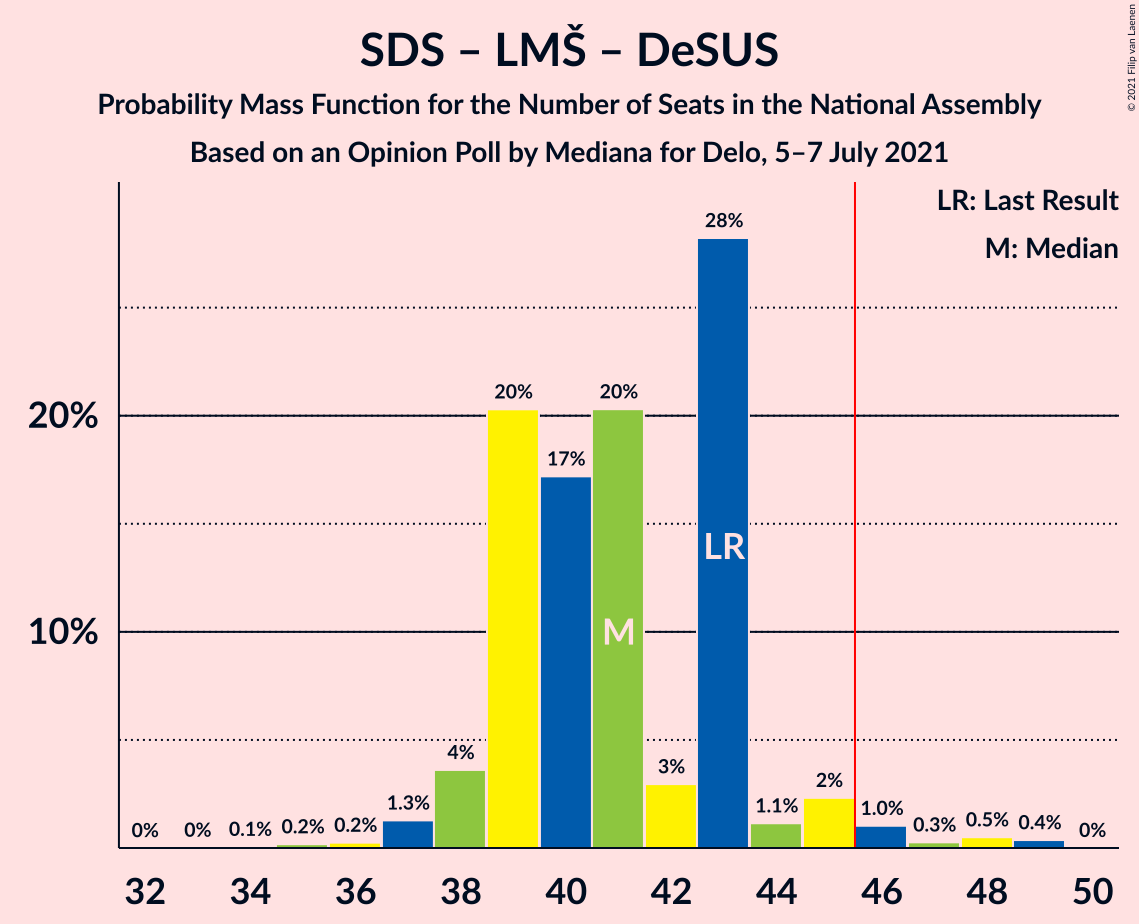 SDS – LMŠ – DeSUS
Probability Mass Function for the Number of Seats in the National Assembly
Based on an Opinion Poll by Mediana for Delo, 5–7 July 2021
© 2021 Filip van Laenen
LR: Last Result
M: Median
20%
10%
0%
0%
0.1%
0.2%
0.2%
1.3%
4%
20%
17%
20%
3%
28%
1.1%
2%
1.0%
0.3%
0.5%
0.4%
0%
LR
M
32 34 36 38 40 42 44 46 48 50